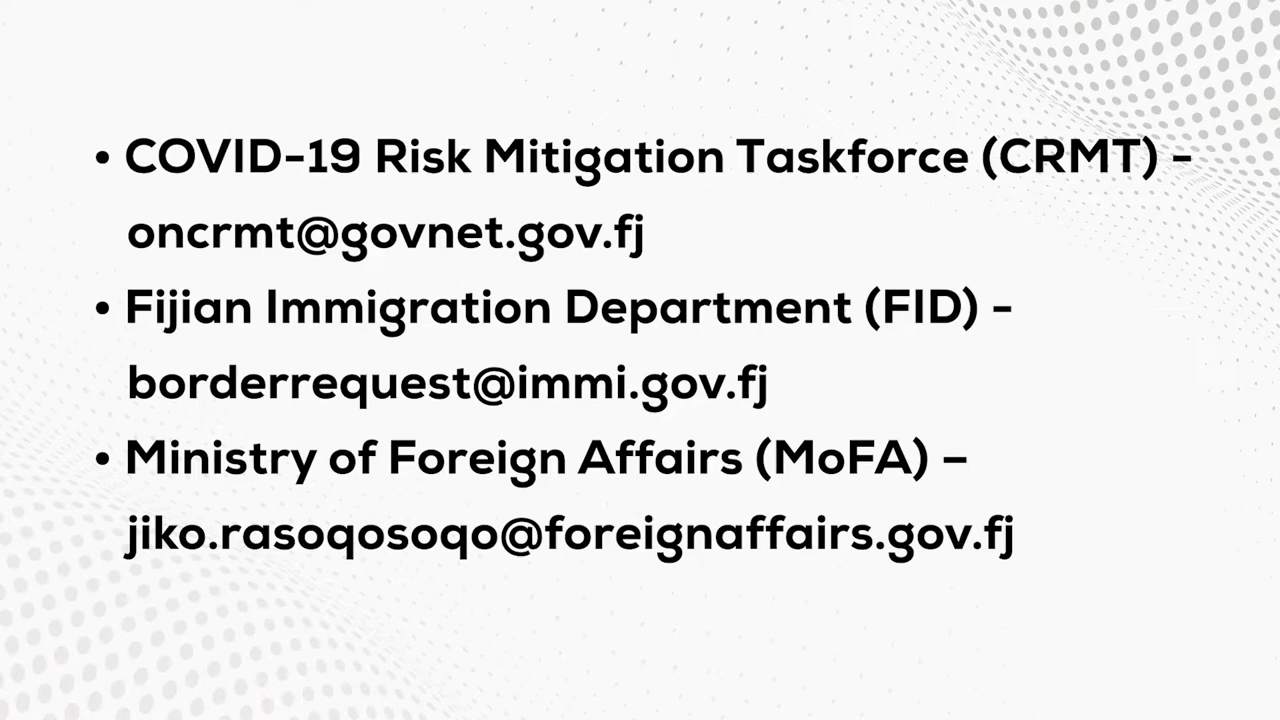 • COVID-19 Risk Mitigation Taskforce (CRMT) -
oncrmt@govnet.gov.fj
• Fijian Immigration Department (FID) -
borderrequest@immi.gov.fj
• Ministry of Foreign Affairs (MoFA) –
jiko.rasoqosoqo@foreignaffairs.gov.fj